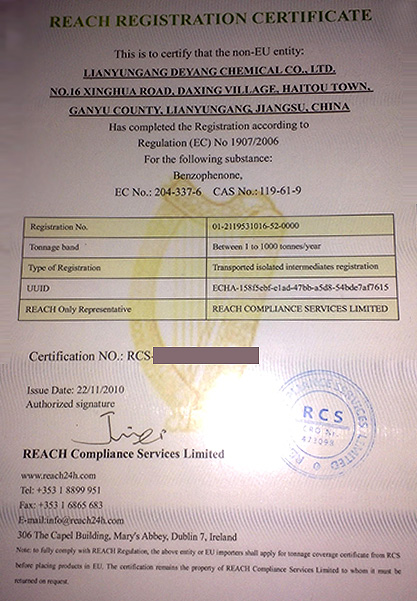 REACH REGISTRATION CERTIFICATE
This is to certify that the non-EU entity:
LIANYUNGANG DEYANG CHEMICAL CO., LTD.
NO.16 XINGHUA ROAD, DAXING VILLAGE, HAITOU TOWN,
GANYU COUNTY, LIANYUNGANG, JIANGSU, CHINA
Has completed the Registration according to
Regulation (EC) No 1907/2006
For the following substance:
Benzophenone,
EC No.: 204-337-6 CAS No.: 119-61-9
Registration No. 01-2119531016-52-0000
Tonnage band Between 1 to 1000 tonnes/year
Type of Registration Transported isolated intermediates registration
UUID ECHA-158f5ebf-e1ad-47bb-a5d8-54bde7af7615
REACH Only Representative REACH COMPLIANCE SERVICES LIMITED
Certification NO.: RCS-
Issue Date: 22/11/2010
Authorized signature
RCS
CRO Nr.
473098
REACH Compliance Services Limited
www.reach24h.com
Tel: +353 1 8899 951
Fax: +353 1 6865 683
E-mail:info@reach24h.com
306 The Capel Building, Mary's Abbey, Dublin 7, Ireland
Note: to fully comply with REACH Regulation, the above entity or EU importers shall apply for tonnage coverage certificate from RCS
before placing products in EU. The certification remains the property of REACH Compliance Services Limited to whom it must be
returned on request.